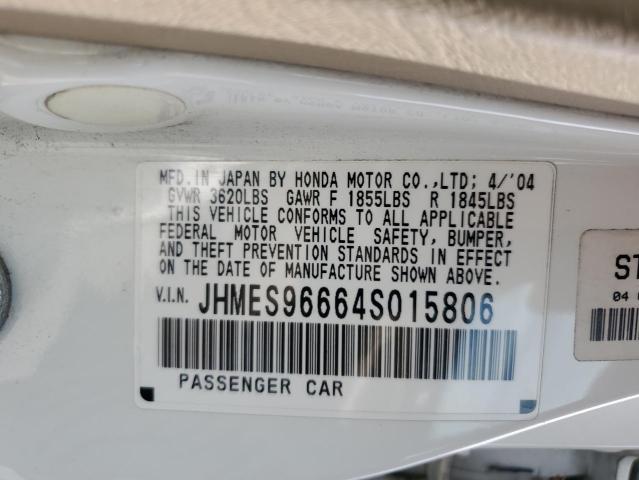 MFD. IN JAPAN BY HONDA MOTOR CO.,LTD; 4/'04
GVWR 3620LBS GAWR F 1855LBS R 1845LBS
THIS VEHICLE CONFORMS TO ALL APPLICABLE
FEDERAL MOTOR VEHICLE SAFETY, BUMPER,
AND THEFT PREVENTION STANDARDS IN EFFECT
ON THE DATE OF MANUFACTURE SHOWN ABOVE.
V.I.N. JHMES96664S015806
PASSENGER CAR
ST
04